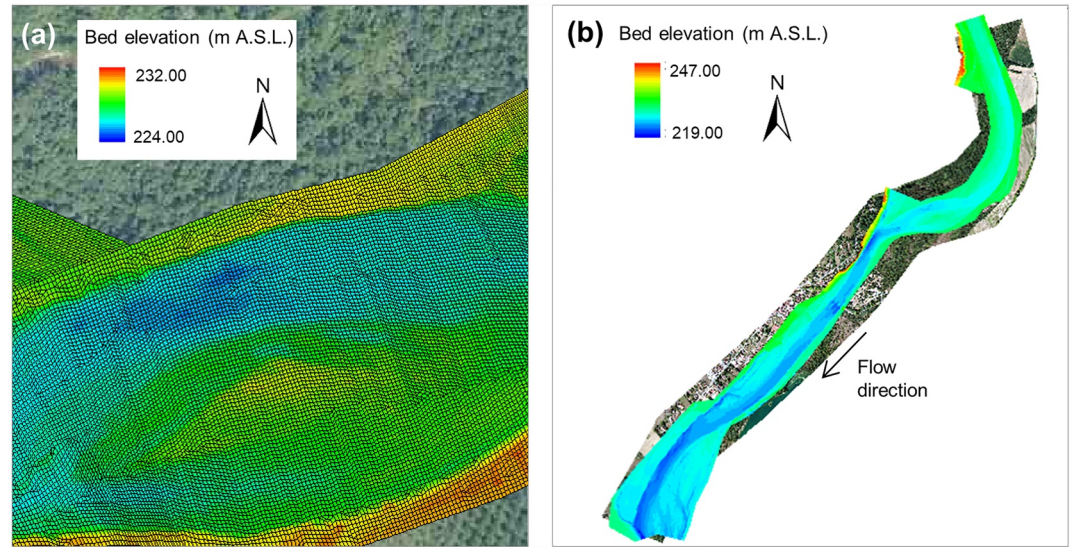 (a)
Bed elevation (m A.S.L.)
232.00
224.00
N
(b)
Bed elevation (m A.S.L.)
247.00
219.00
N
Flow
direction